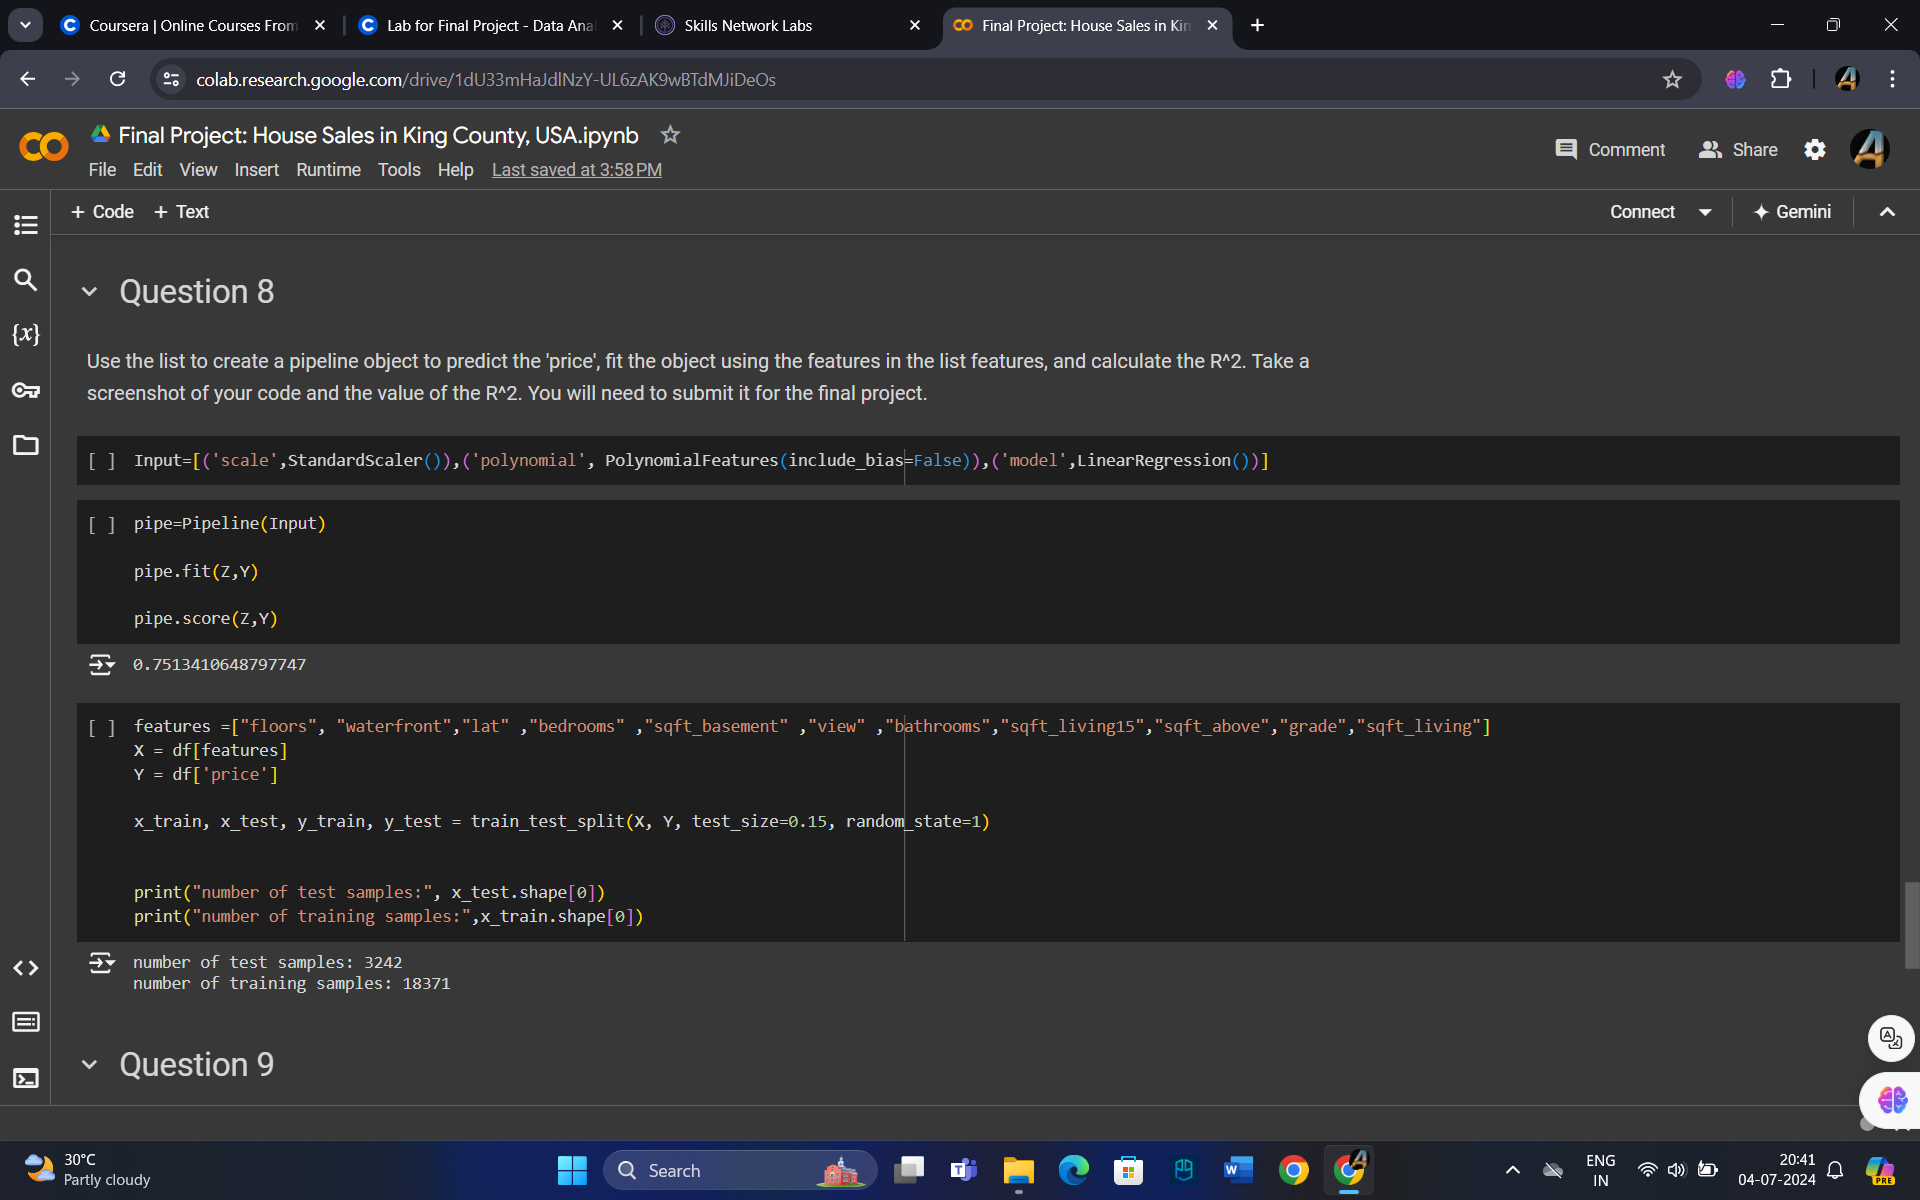 Coursera | Online Courses From
Lab for Final Project - Data Ana
Skills Network Labs
Final Project: House Sales in Kin
colab.research.google.com/drive/1dU33mHaJdlNzY-UL6zAK9wBTdMJiDeOs
Final Project: House Sales in King County, USA.ipynb
Comment
Share
File Edit View Insert Runtime Tools Help Last saved at 3:58 PM
+ Code + Text
Connect
Gemini
Question 8
{x}
Use the list to create a pipeline object to predict the 'price', fit the object using the features in the list features, and calculate the R^2. Take a
screenshot of your code and the value of the R^2. You will need to submit it for the final project.
[ ] Input=[('scale',StandardScaler()),('polynomial', PolynomialFeatures(include_bias=False)),('model',LinearRegression())]
[ ] pipe=Pipeline(Input)
pipe.fit(Z,Y)
pipe.score(Z,Y)
0.7513410648797747
[ ] features =["floors", "waterfront","lat" ,"bedrooms" ,"sqft_basement" ,"view" ,"bathrooms","sqft_living15","sqft_above","grade","sqft_living"]
X = df[features]
Y = df['price']
x_train, x_test, y_train, y_test = train_test_split(X, Y, test_size=0.15, random_state=1)
print("number of test samples:", x_test.shape[0])
print("number of training samples:",x_train.shape[0])
number of test samples: 3242
number of training samples: 18371
Question 9
30°C
Partly cloudy
Search
ENG
IN
20:41
04-07-2024
PRE